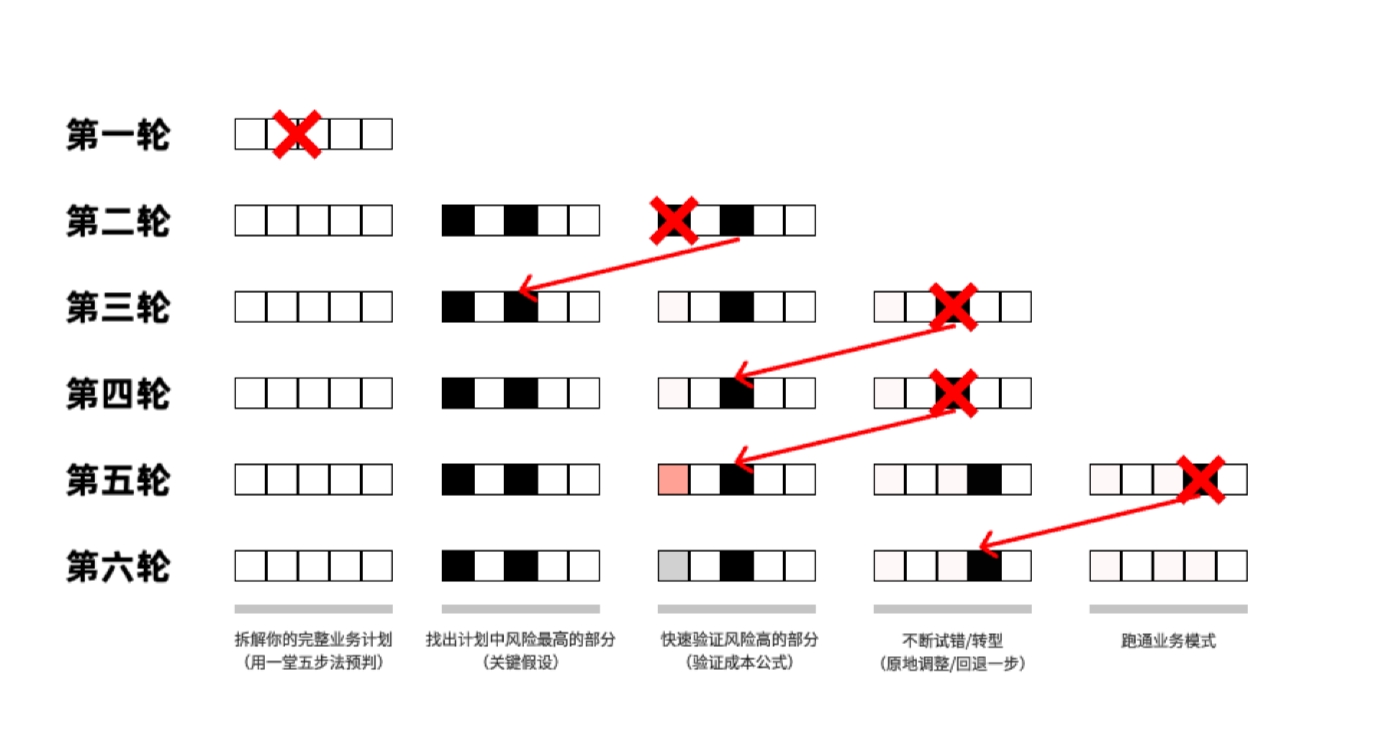 第一轮
第二轮
第三轮
第四轮
第五轮
第六轮
拆解你的完整业务计划
（用一堂五步法预判）
找出计划中风险最高的部分
（关键假设）
快速验证风险高的部分
（验证成本公式）
不断试错/转型
（原地调整/回退一步）
跑通业务模式